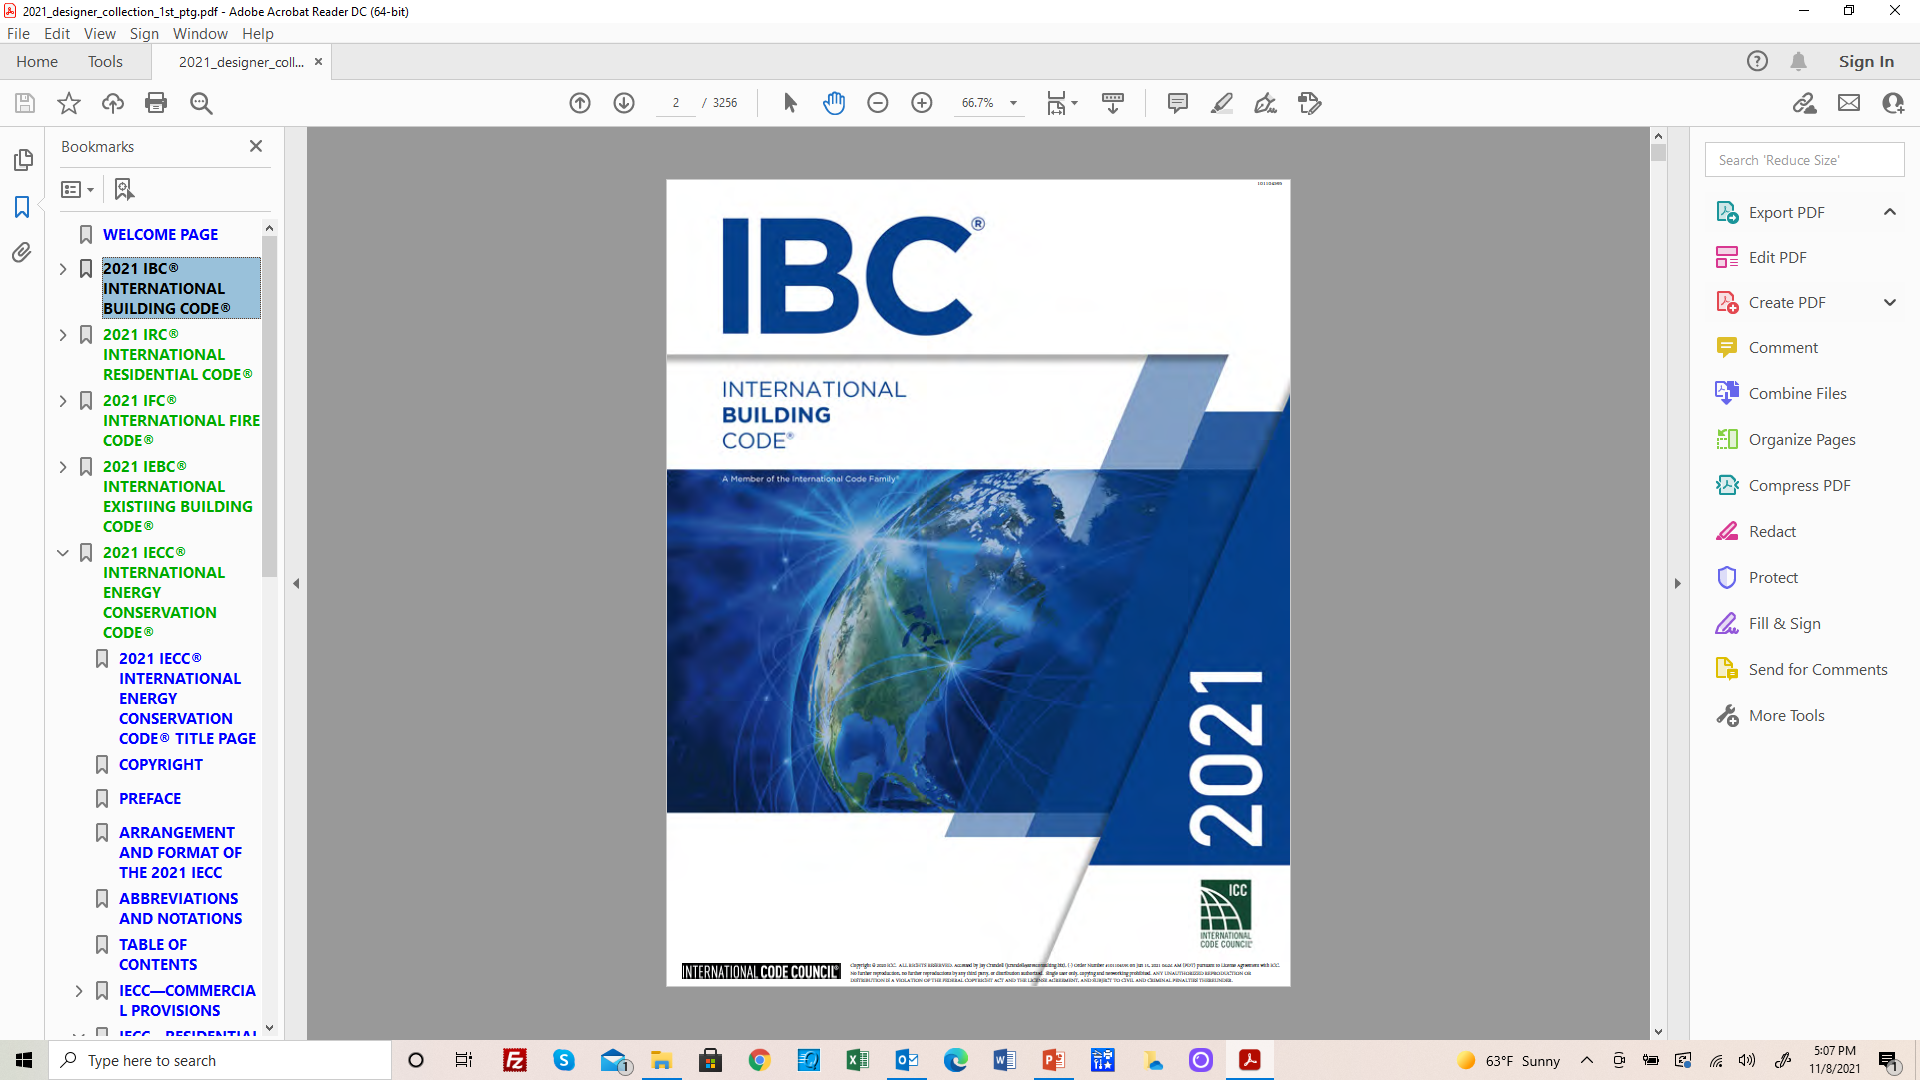 2021_designer_collection_1st_ptg.pdf - Adobe Acrobat Reader DC (64-bit)
File Edit View Sign Window Help
Home Tools 2021_designer_coll... Sign In
2 / 3256 66.7%
Bookmarks
WELCOME PAGE
2021 IBC®
INTERNATIONAL
BUILDING CODE®
2021 IRC®
INTERNATIONAL
RESIDENTIAL CODE®
2021 IFC®
INTERNATIONAL FIRE
CODE®
2021 IEBC®
INTERNATIONAL
EXISTIING BUILDING
CODE®
2021 IECC®
INTERNATIONAL
ENERGY
CONSERVATION
CODE®
2021 IECC®
INTERNATIONAL
ENERGY
CONSERVATION
CODE® TITLE PAGE
COPYRIGHT
PREFACE
ARRANGEMENT
AND FORMAT OF
THE 2021 IECC
ABBREVIATIONS
AND NOTATIONS
TABLE OF
CONTENTS
IECC—COMMERCIA
L PROVISIONS
IECC—RESIDENTIAL
IBC®
INTERNATIONAL
BUILDING
CODE®
A Member of the International Code Family®
2021
ICC
INTERNATIONAL
CODE COUNCIL®
INTERNATIONAL CODE COUNCIL®
Search 'Reduce Size'
Export PDF
Edit PDF
Create PDF
Comment
Combine Files
Organize Pages
Compress PDF
Redact
Protect
Fill & Sign
Send for Comments
More Tools
Type here to search
63°F Sunny
5:07 PM
11/8/2021